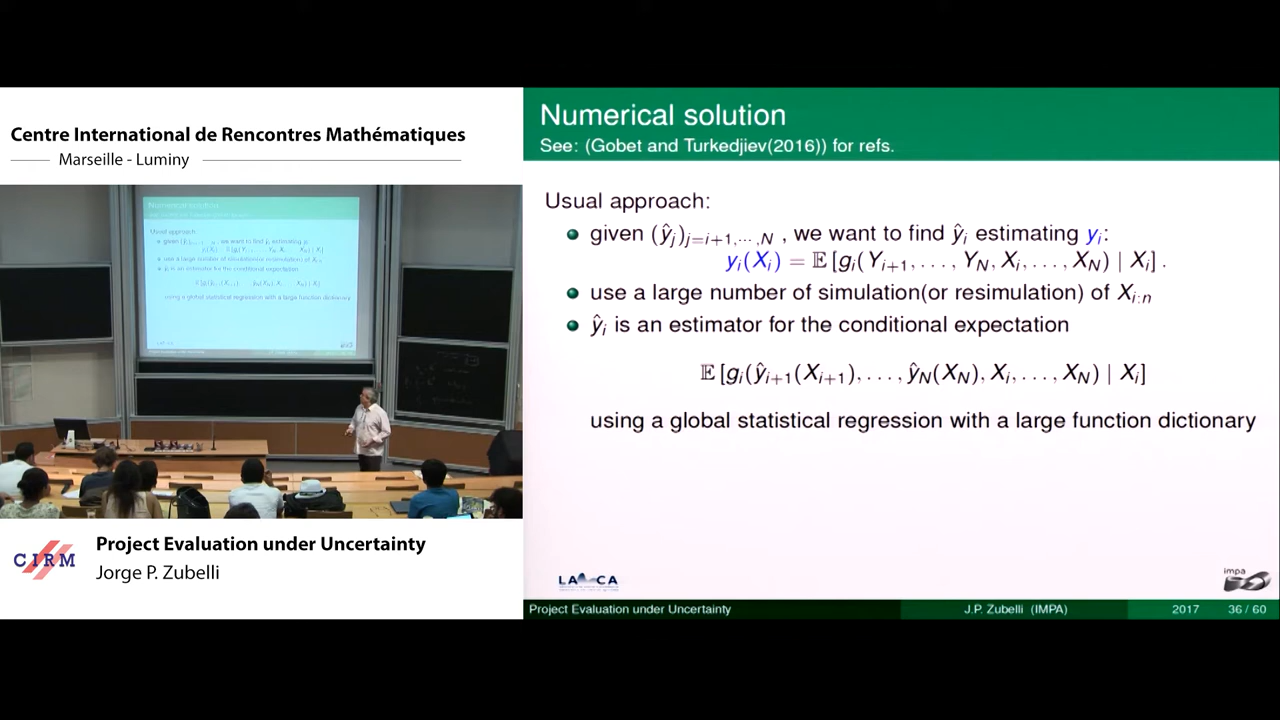 Centre International de Rencontres Mathématiques
Marseille - Luminy
Numerical solution
See: (Gobet and Turkedjiev(2016)) for refs.
Usual approach:
given (ŷ_j)_{j=i+1,⋯,N} , we want to find ŷ_i estimating y_i:
y_i(X_i) = 𝔼 [g_i(Y_{i+1}, . . . , Y_N, X_i, . . . , X_N) | X_i] .
use a large number of simulation(or resimulation) of X_{i:n}
ŷ_i is an estimator for the conditional expectation
𝔼 [g_i(ŷ_{i+1}(X_{i+1}), . . . , ŷ_N(X_N), X_i, . . . , X_N) | X_i]
using a global statistical regression with a large function dictionary
CIRM
Project Evaluation under Uncertainty
Jorge P. Zubelli
impa
Project Evaluation under Uncertainty
J.P. Zubelli (IMPA)
2017
36 / 60